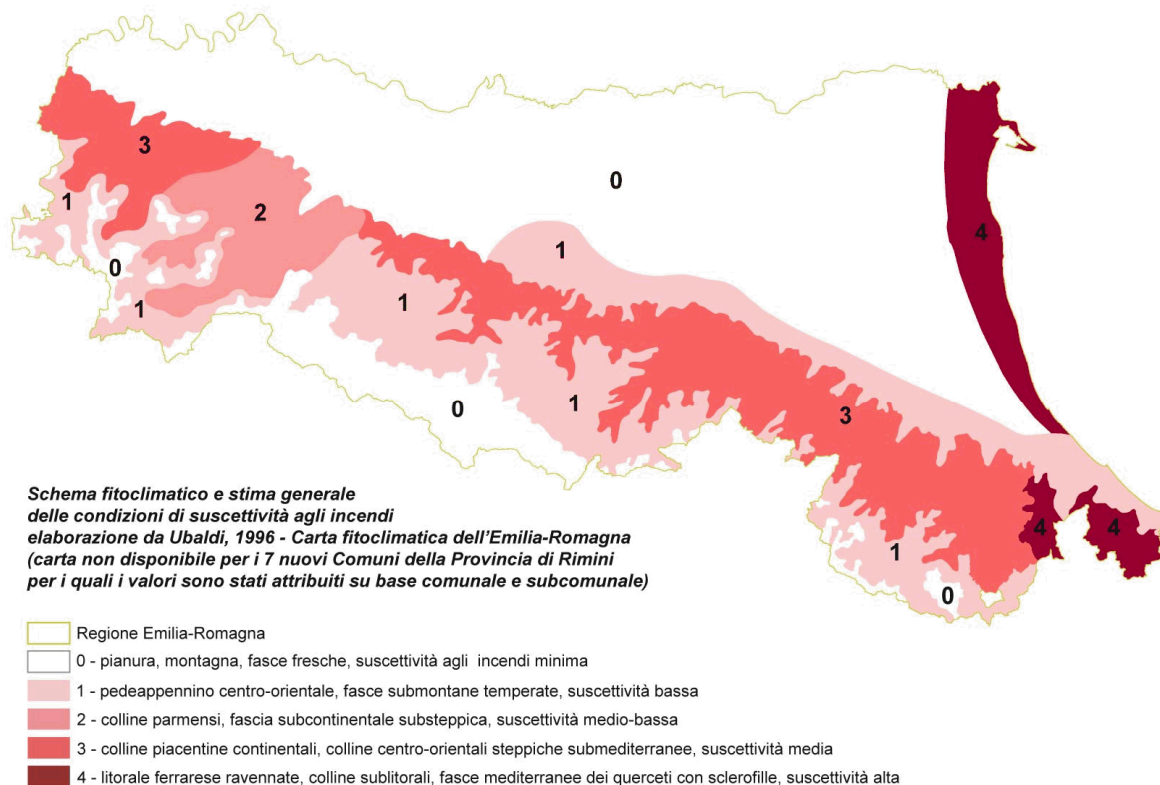 3
0
1
2
4
1
0
1
1
1
0
3
4
4
1
0
Schema fitoclimatico e stima generale
delle condizioni di suscettività agli incendi
elaborazione da Ubaldi, 1996 - Carta fitoclimatica dell'Emilia-Romagna
(carta non disponibile per i 7 nuovi Comuni della Provincia di Rimini
per i quali i valori sono stati attribuiti su base comunale e subcomunale)
Regione Emilia-Romagna
0 - pianura, montagna, fasce fresche, suscettività agli incendi minima
1 - pedeappennino centro-orientale, fasce submontane temperate, suscettività bassa
2 - colline parmensi, fascia subcontinentale substeppica, suscettività medio-bassa
3 - colline piacentine continentali, colline centro-orientali steppiche submediterranee, suscettività media
4 - litorale ferrarese ravennate, colline sublitorali, fasce mediterranee dei querceti con sclerofille, suscettività alta